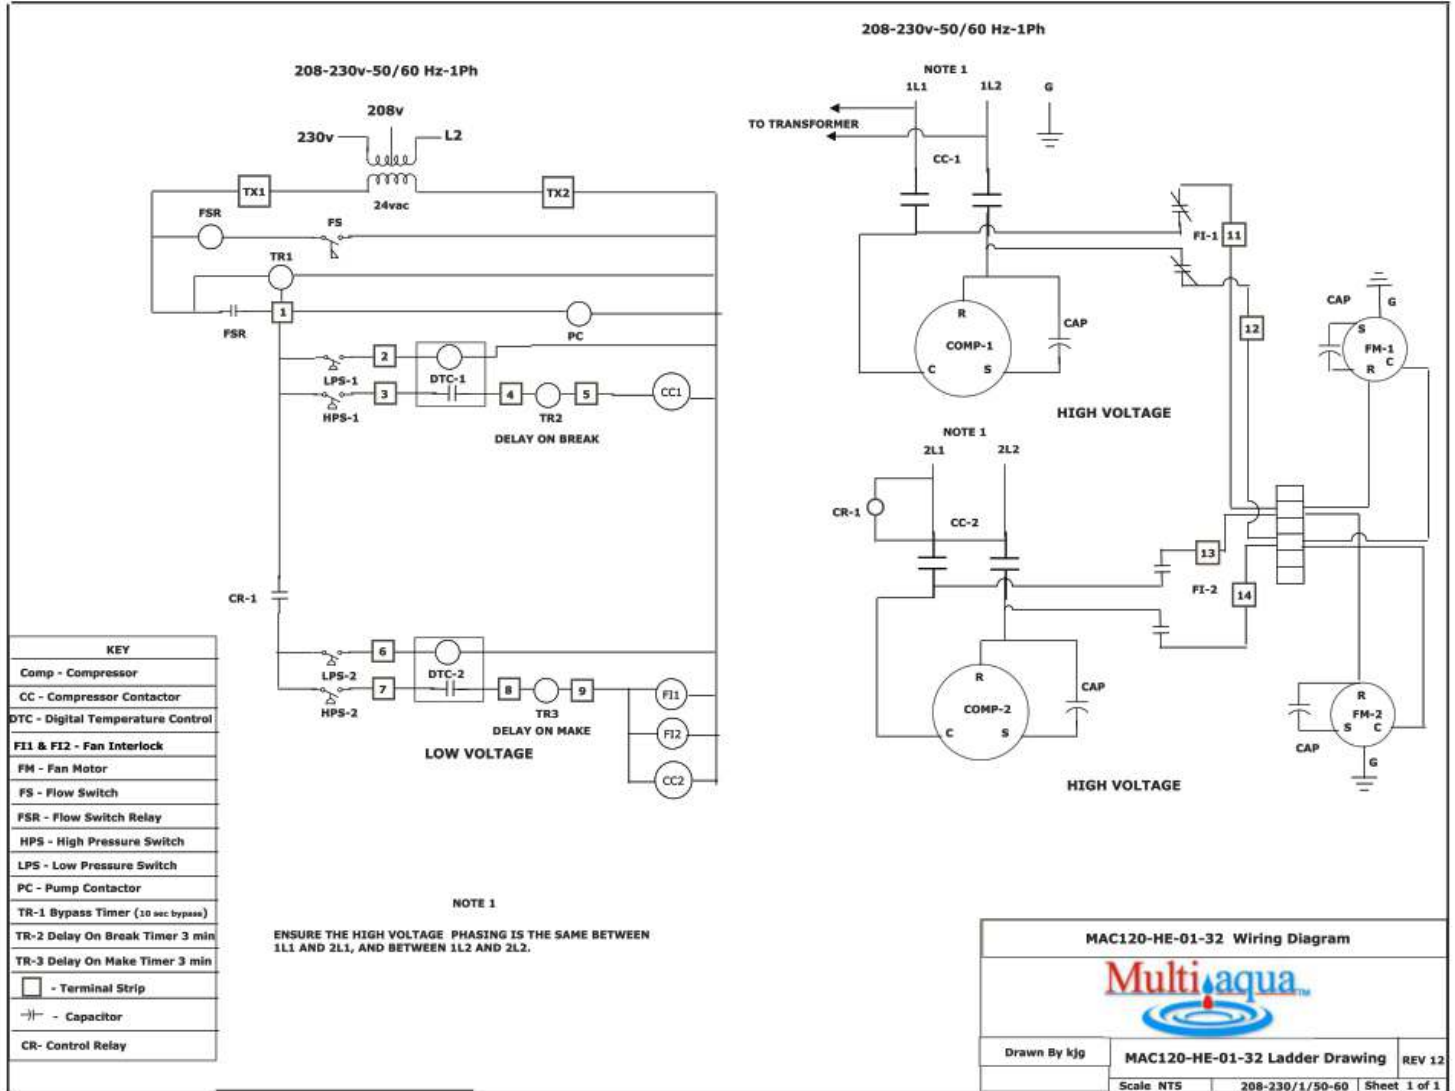 208-230v-50/60 Hz-1Ph
208v
230v
L2
TX1
TX2
24vac
FSR
FS
TR1
1
FSR
PC
2
LPS-1
DTC-1
3
4
5
CC1
HPS-1
TR2
DELAY ON BREAK
CR-1
6
LPS-2
DTC-2
7
8
9
FI1
HPS-2
TR3
DELAY ON MAKE
FI2
LOW VOLTAGE
CC2
208-230v-50/60 Hz-1Ph
NOTE 1
1L1
1L2
G
TO TRANSFORMER
CC-1
FI-1
11
12
R
CAP
COMP-1
C
S
HIGH VOLTAGE
CAP
G
S
FM-1
C
R
NOTE 1
2L1
2L2
CR-1
CC-2
13
FI-2
14
R
CAP
COMP-2
C
S
HIGH VOLTAGE
R
FM-2
S
C
CAP
G
KEY
Comp - Compressor
CC - Compressor Contactor
DTC - Digital Temperature Control
FI1 & FI2 - Fan Interlock
FM - Fan Motor
FS - Flow Switch
FSR - Flow Switch Relay
HPS - High Pressure Switch
LPS - Low Pressure Switch
PC - Pump Contactor
TR-1 Bypass Timer (10 sec bypass)
TR-2 Delay On Break Timer 3 min
TR-3 Delay On Make Timer 3 min
- Terminal Strip
- Capacitor
CR- Control Relay
NOTE 1
ENSURE THE HIGH VOLTAGE PHASING IS THE SAME BETWEEN
1L1 AND 2L1, AND BETWEEN 1L2 AND 2L2.
MAC120-HE-01-32 Wiring Diagram
Multiaqua™
Drawn By kjg
MAC120-HE-01-32 Ladder Drawing
REV 12
Scale NTS
208-230/1/50-60
Sheet 1 of 1